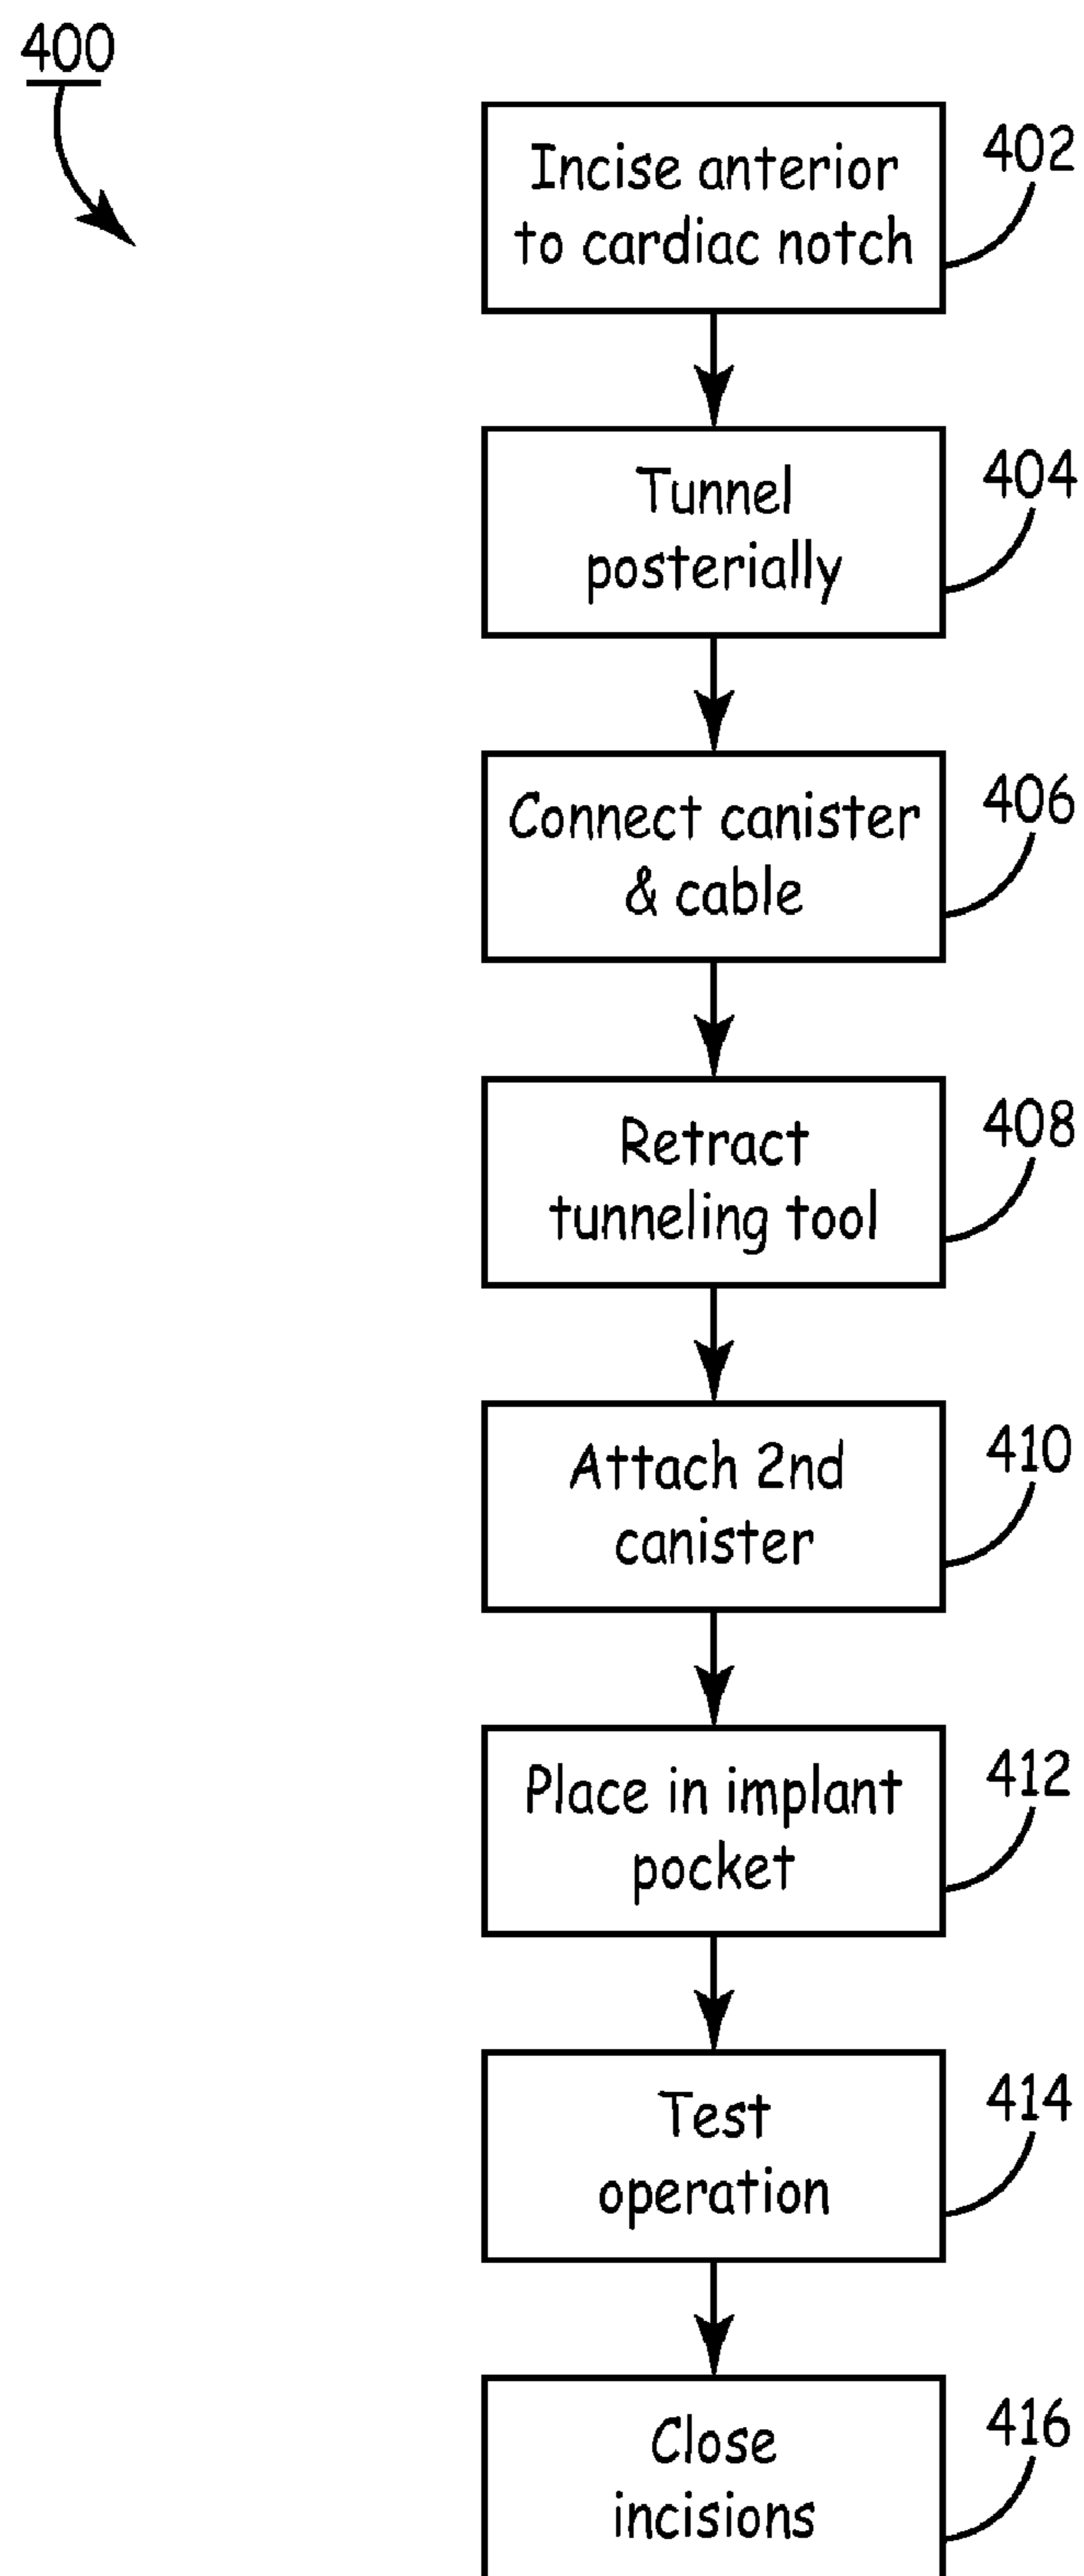 400
Incise anterior
to cardiac notch
402
Tunnel
posterially
404
Connect canister
& cable
406
Retract
tunneling tool
408
Attach 2nd
canister
410
Place in implant
pocket
412
Test
operation
414
Close
incisions
416